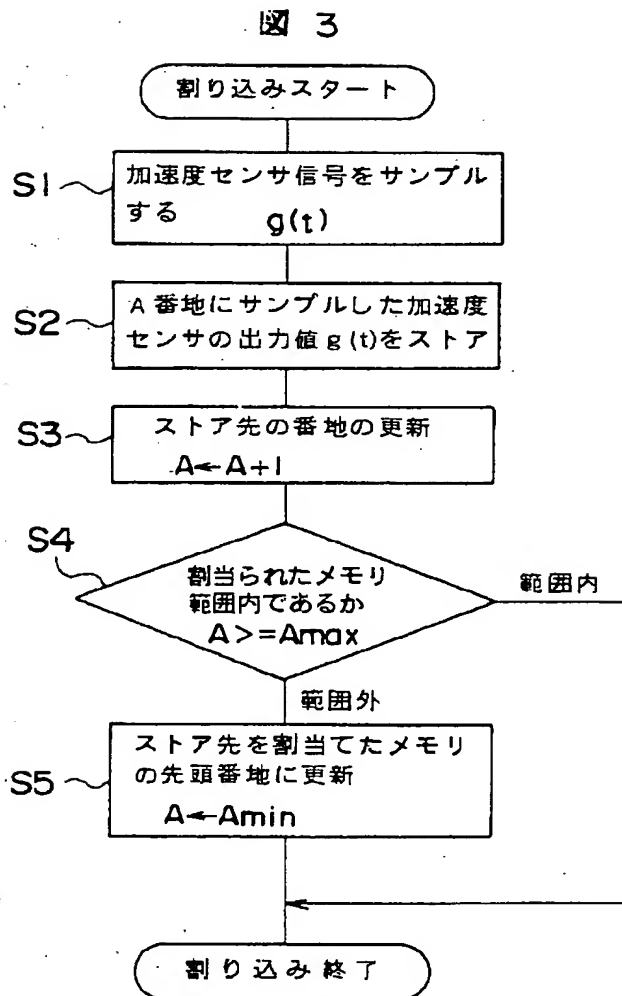 図 3
割り込みスタート
S1
加速度センサ信号をサンプル
する g(t)
S2
A番地にサンプルした加速度
センサの出力値g(t)をストア
S3
ストア先の番地の更新
A←A+1
S4
割当られたメモリ
範囲内であるか
A>=Amax
範囲内
範囲外
S5
ストア先を割当てたメモリ
の先頭番地に更新
A←Amin
割り込み終了